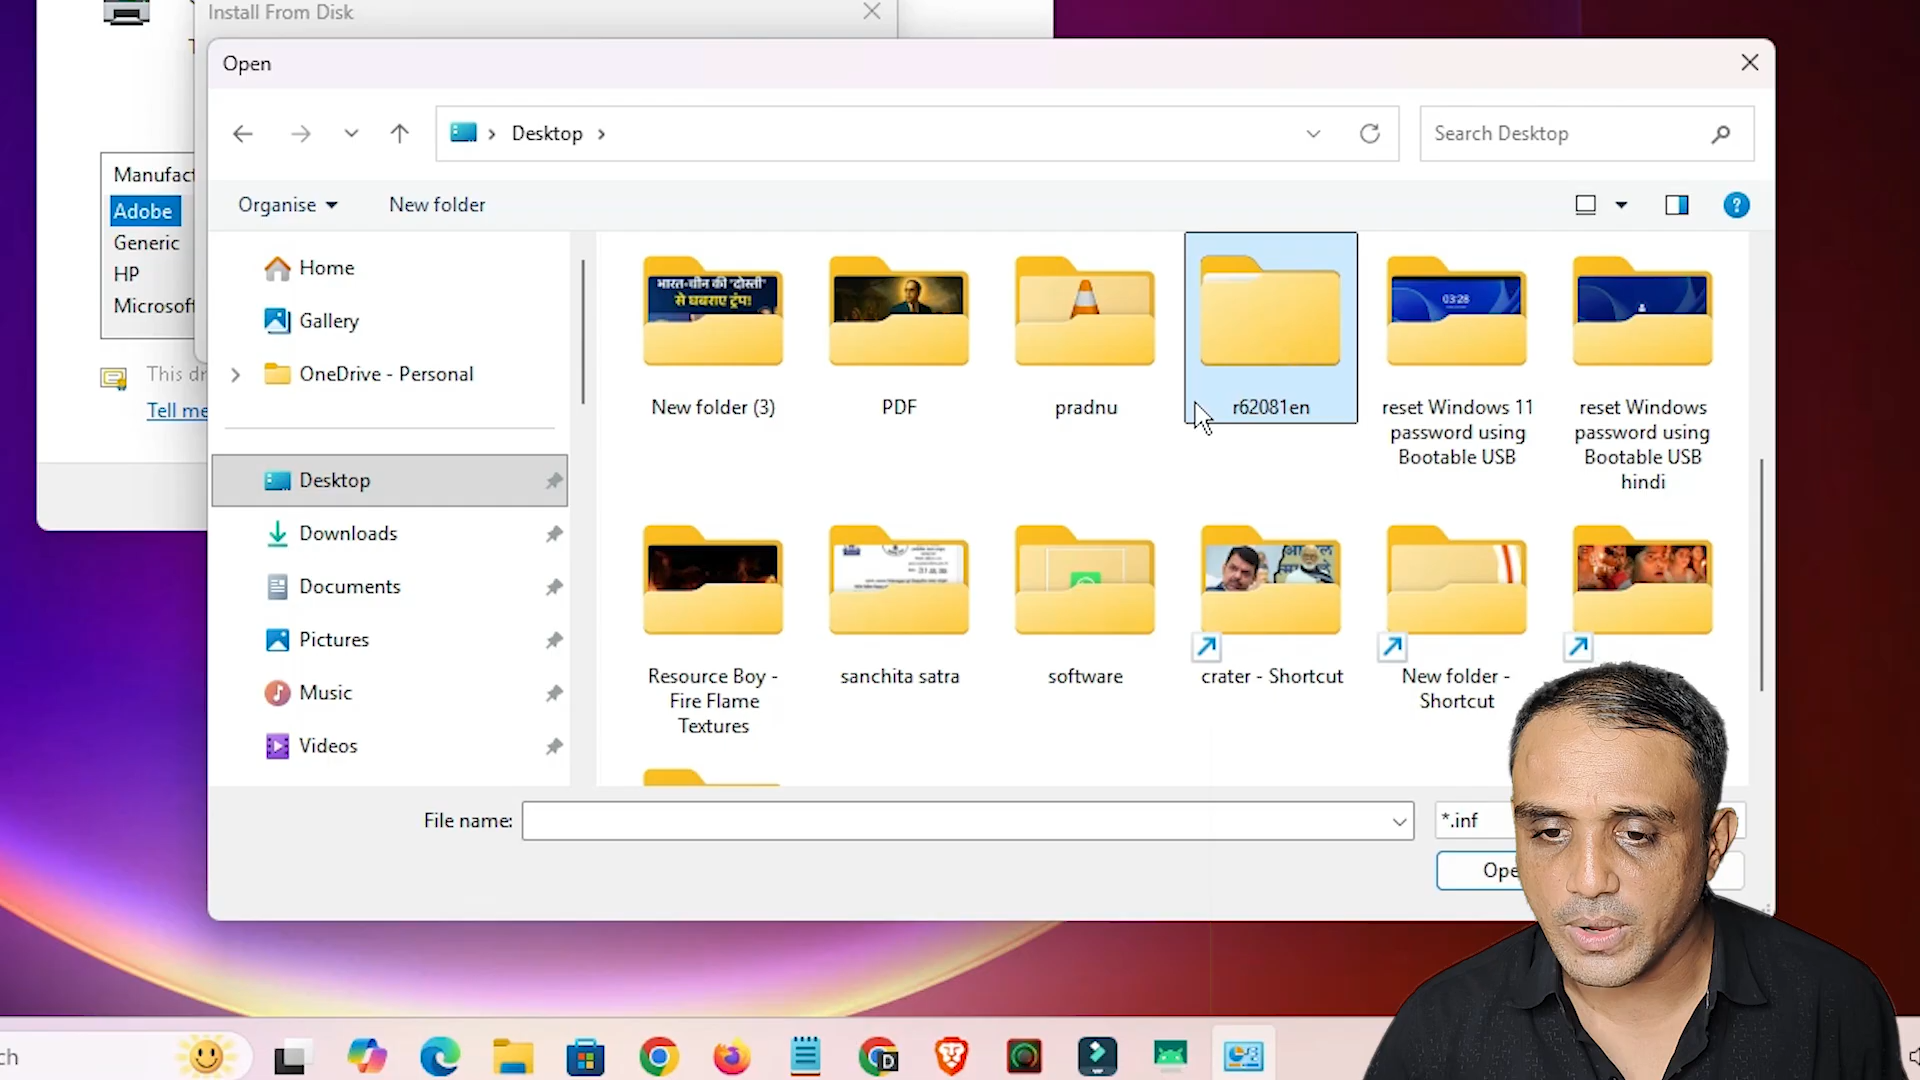 Install From Disk
Open
Desktop
Search Desktop
Manufact
Organise
New folder
Adobe
Generic
HP
Microsoft
Home
Gallery
OneDrive - Personal
This dr
Tell me
Desktop
Downloads
Documents
Pictures
Music
Videos
भारत-चीन की "दोस्ती"
से घबराए ट्रंप!
03:28
New folder (3)
PDF
pradnu
r62081en
reset Windows 11
password using
Bootable USB
reset Windows
password using
Bootable USB
hindi
Resource Boy -
Fire Flame
Textures
sanchita satra
software
crater - Shortcut
New folder -
Shortcut
File name:
*.inf
Ope
ch